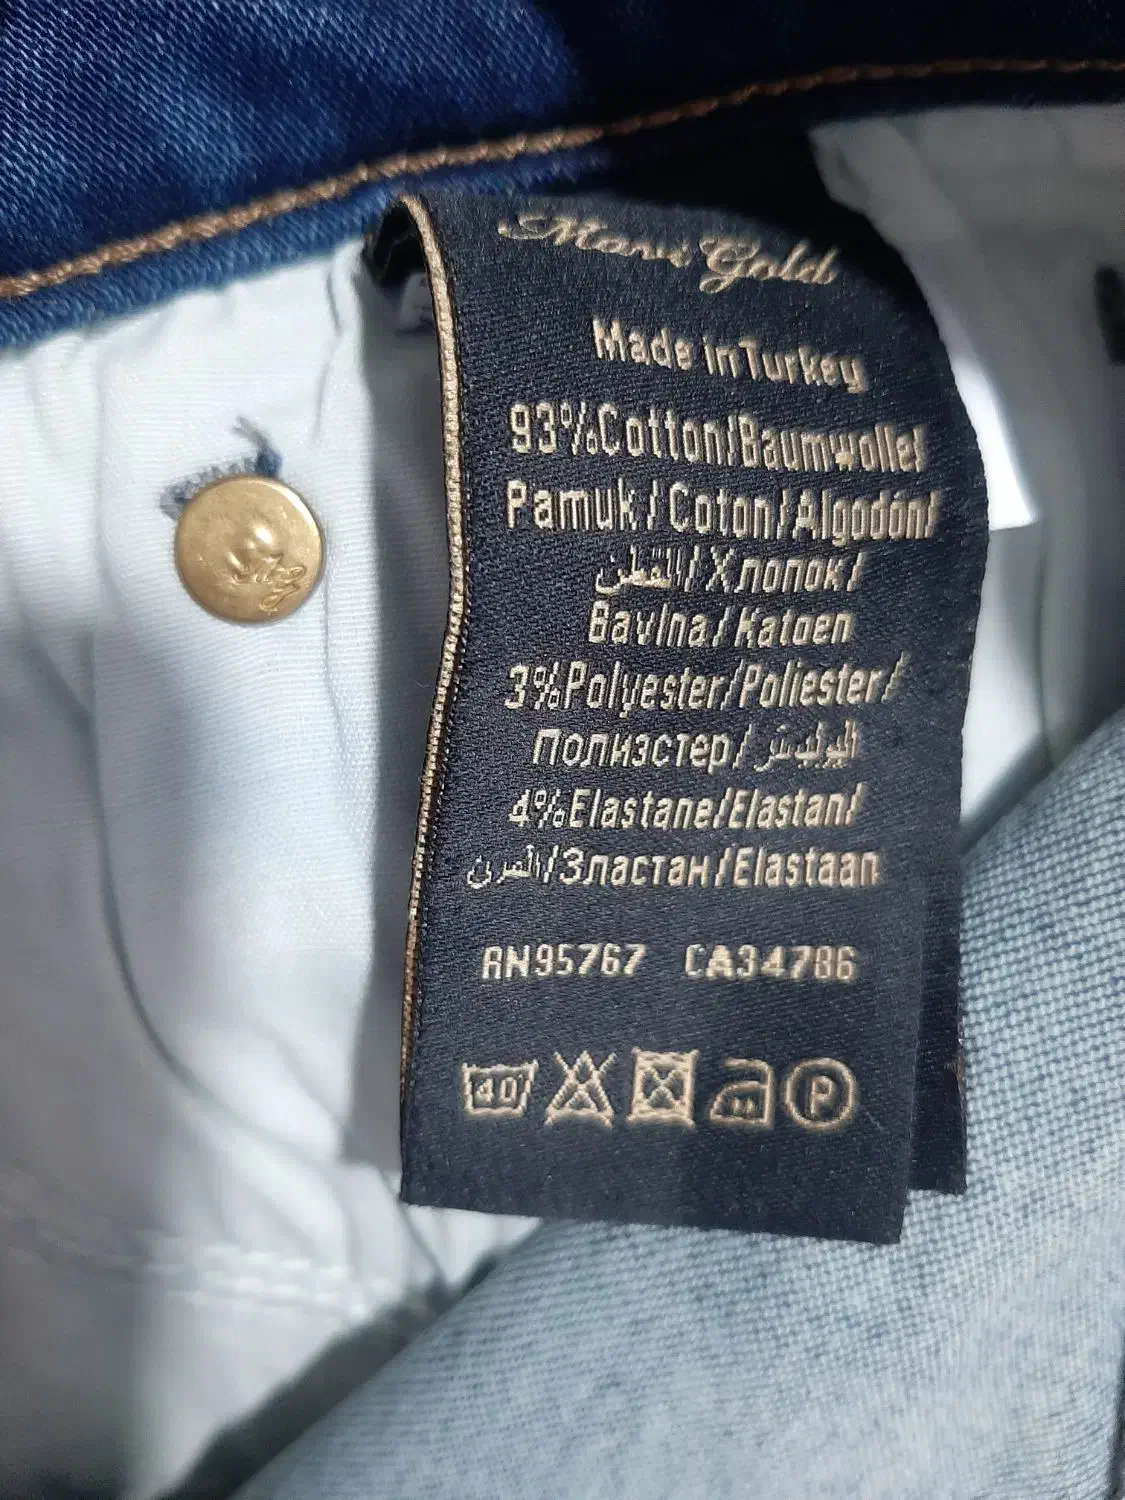 Mavi Gold
Made in Turkey
93%Cotton/Baumwolle/
Pamuk/Coton/Algodón/
القطن/Хлопок/
Bavlna/Katoen
3%Polyester/Poliester/
Полиэстер/البوليستر
4%Elastane/Elastan/
/Эластан/Elastaan
RN95767 CA34786
40 P